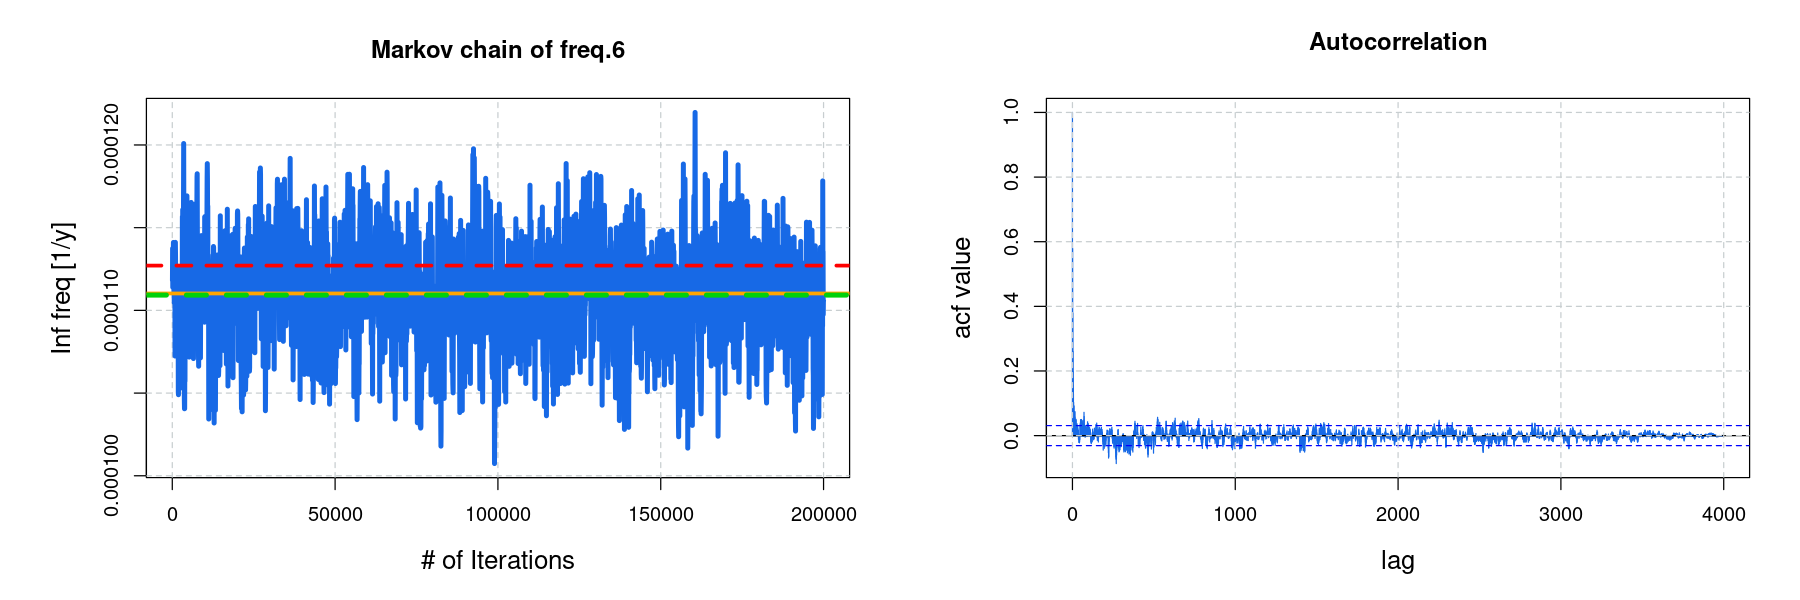 Markov chain of freq.6
Inf freq [1/y]
0.000120
0.000110
0.000100
0 50000 100000 150000 200000
# of Iterations
Autocorrelation
acf value
1.0
0.8
0.6
0.4
0.2
0.0
0 1000 2000 3000 4000
lag